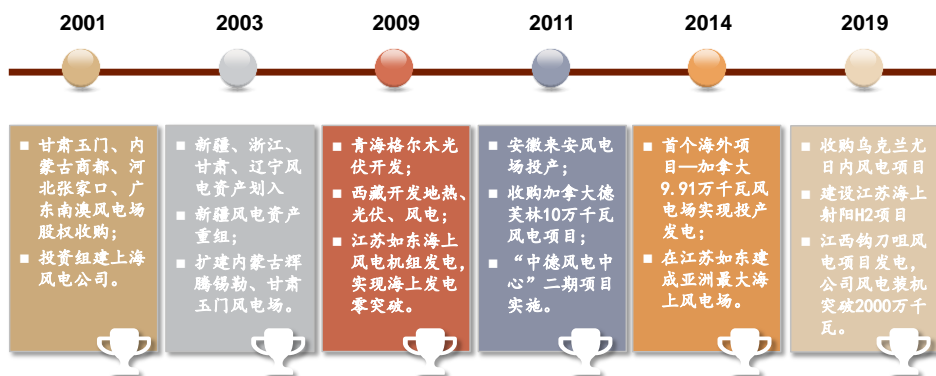 2001
2003
2009
2011
2014
2019
■ 甘肃玉门、内
蒙古商都、河
北张家口、广
东南澳风电场
股权收购；
■ 投资组建上海
风电公司。
■ 新疆、浙江、
甘肃、辽宁风
电资产划入
■ 新疆风电资产
重组；
■ 扩建内蒙古辉
腾锡勒、甘肃
玉门风电场。
■ 青海格尔木光
伏开发；
■ 西藏开发地热、
光伏、风电；
■ 江苏如东海上
风电机组发电，
实现海上发电
零突破。
■ 安徽来安风电
场投产；
■ 收购加拿大德
芙林10万千瓦
风电项目；
■ “中德风电中
心”二期项目
实施。
■ 首个海外项
目—加拿大
9.91万千瓦风
电场实现投产
发电；
■ 在江苏如东建
成亚洲最大海
上风电场。
■ 收购乌克兰尤
日内风电项目
■ 建设江苏海上
射阳H2项目
■ 江西钩刀咀风
电项目发电，
公司风电装机
突破2000万千
瓦。